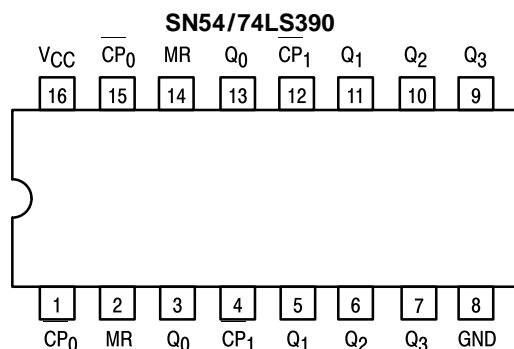 SN54/74LS390
VCC CP0 MR Q0 CP1 Q1 Q2 Q3
16 15 14 13 12 11 10 9
1 2 3 4 5 6 7 8
CP0 MR Q0 CP1 Q1 Q2 Q3 GND